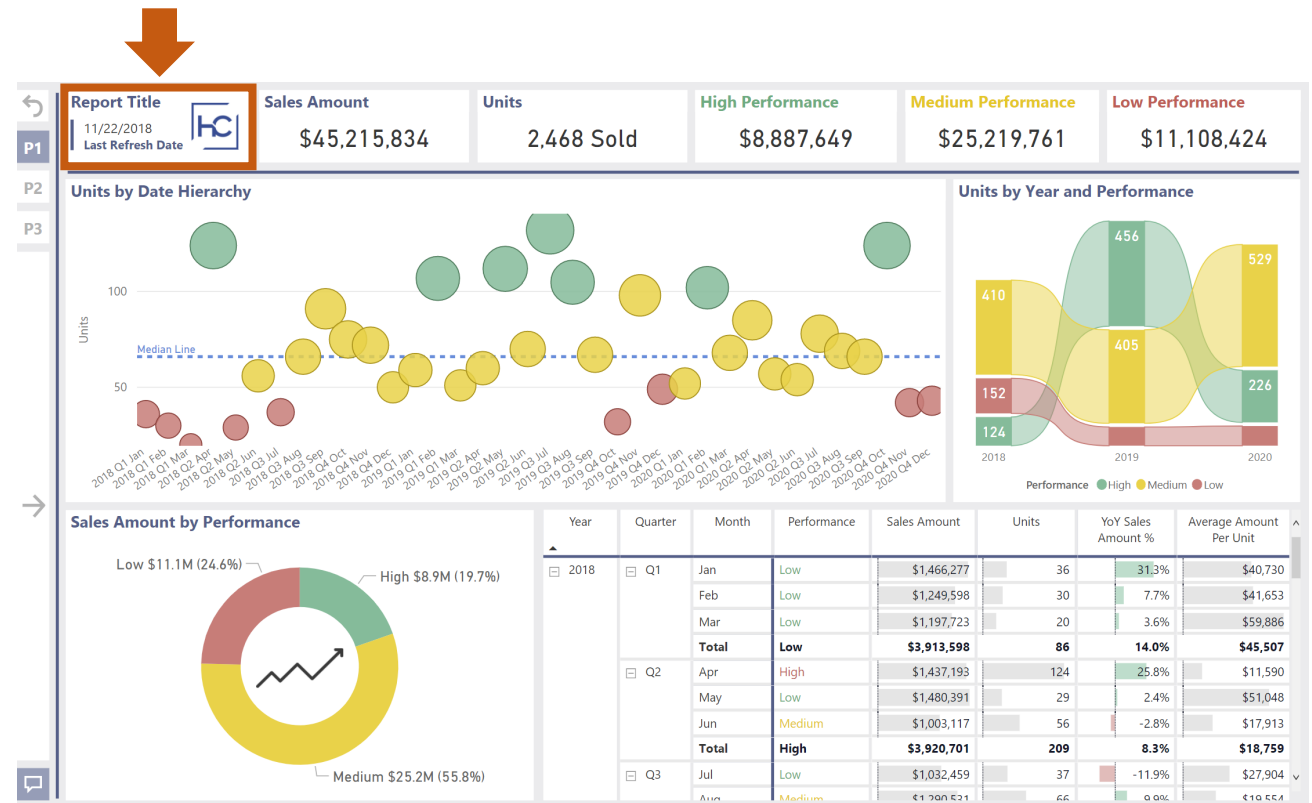 Report Title
11/22/2018
Last Refresh Date
hC
Sales Amount
$45,215,834
Units
2,468 Sold
High Performance
$8,887,649
Medium Performance
$25,219,761
Low Performance
$11,108,424
P1
P2
P3
Units by Date Hierarchy
Units
100
50
Median Line
2018 Q1 Jan
2018 Q1 Feb
2018 Q1 Mar
2018 Q2 Apr
2018 Q2 May
2018 Q2 Jun
2018 Q3 Jul
2018 Q3 Aug
2018 Q3 Sep
2018 Q4 Oct
2018 Q4 Nov
2018 Q4 Dec
2019 Q1 Jan
2019 Q1 Feb
2019 Q1 Mar
2019 Q2 Apr
2019 Q2 May
2019 Q2 Jun
2019 Q3 Jul
2019 Q3 Aug
2019 Q3 Sep
2019 Q4 Oct
2019 Q4 Nov
2019 Q4 Dec
2020 Q1 Jan
2020 Q1 Feb
2020 Q1 Mar
2020 Q2 Apr
2020 Q2 May
2020 Q2 Jun
2020 Q3 Jul
2020 Q3 Aug
2020 Q3 Sep
2020 Q4 Oct
2020 Q4 Nov
2020 Q4 Dec
Units by Year and Performance
410
152
124
456
405
529
226
2018 2019 2020
Performance High Medium Low
Sales Amount by Performance
Low $11.1M (24.6%)
High $8.9M (19.7%)
Medium $25.2M (55.8%)
Year Quarter Month Performance Sales Amount Units YoY Sales Amount % Average Amount Per Unit
2018 Q1 Jan Low $1,466,277 36 31.3% $40,730
Feb Low $1,249,598 30 7.7% $41,653
Mar Low $1,197,723 20 3.6% $59,886
Total Low $3,913,598 86 14.0% $45,507
Q2 Apr High $1,437,193 124 25.8% $11,590
May Low $1,480,391 29 2.4% $51,048
Jun Medium $1,003,117 56 -2.8% $17,913
Total High $3,920,701 209 8.3% $18,759
Q3 Jul Low $1,032,459 37 -11.9% $27,904
Aug Medium $1,290,531 66 9.9% $19,554